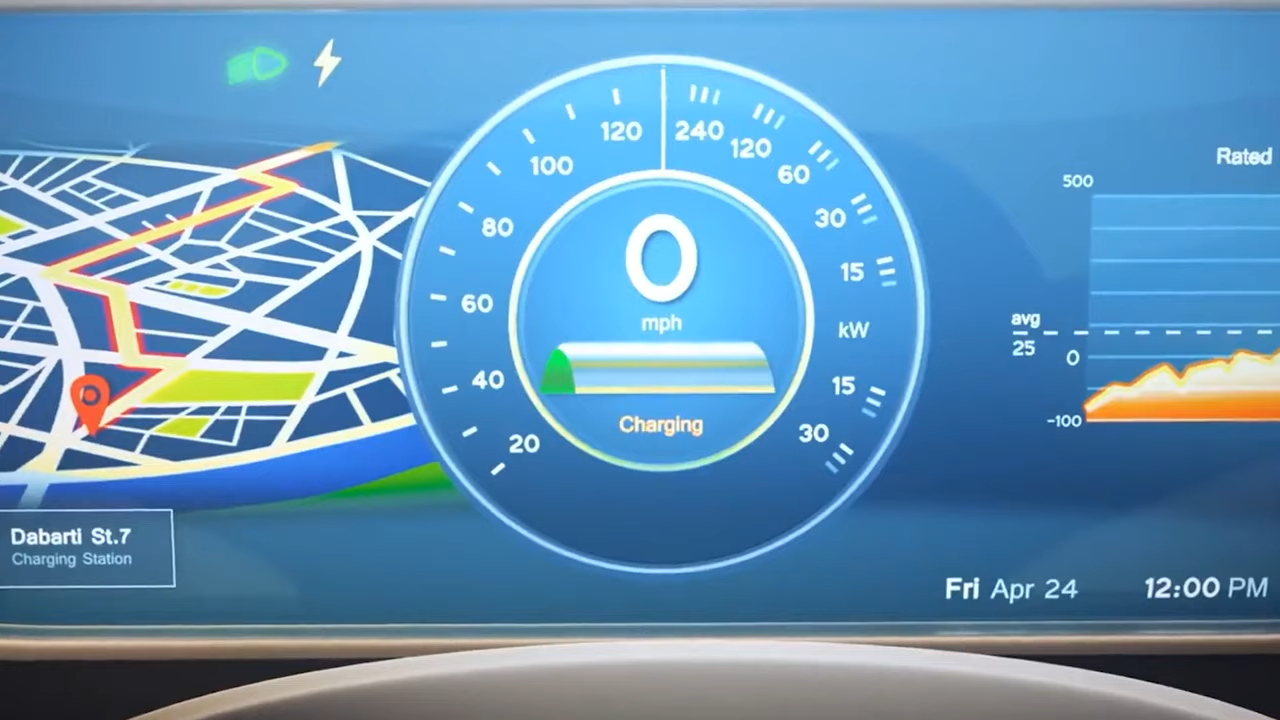 120
100
80
60
40
20
240
120
60
30
15
kW
15
30
0
mph
Charging
Rated
500
avg
25
0
-100
Dabarti St.7
Charging Station
Fri Apr 24
12:00 PM